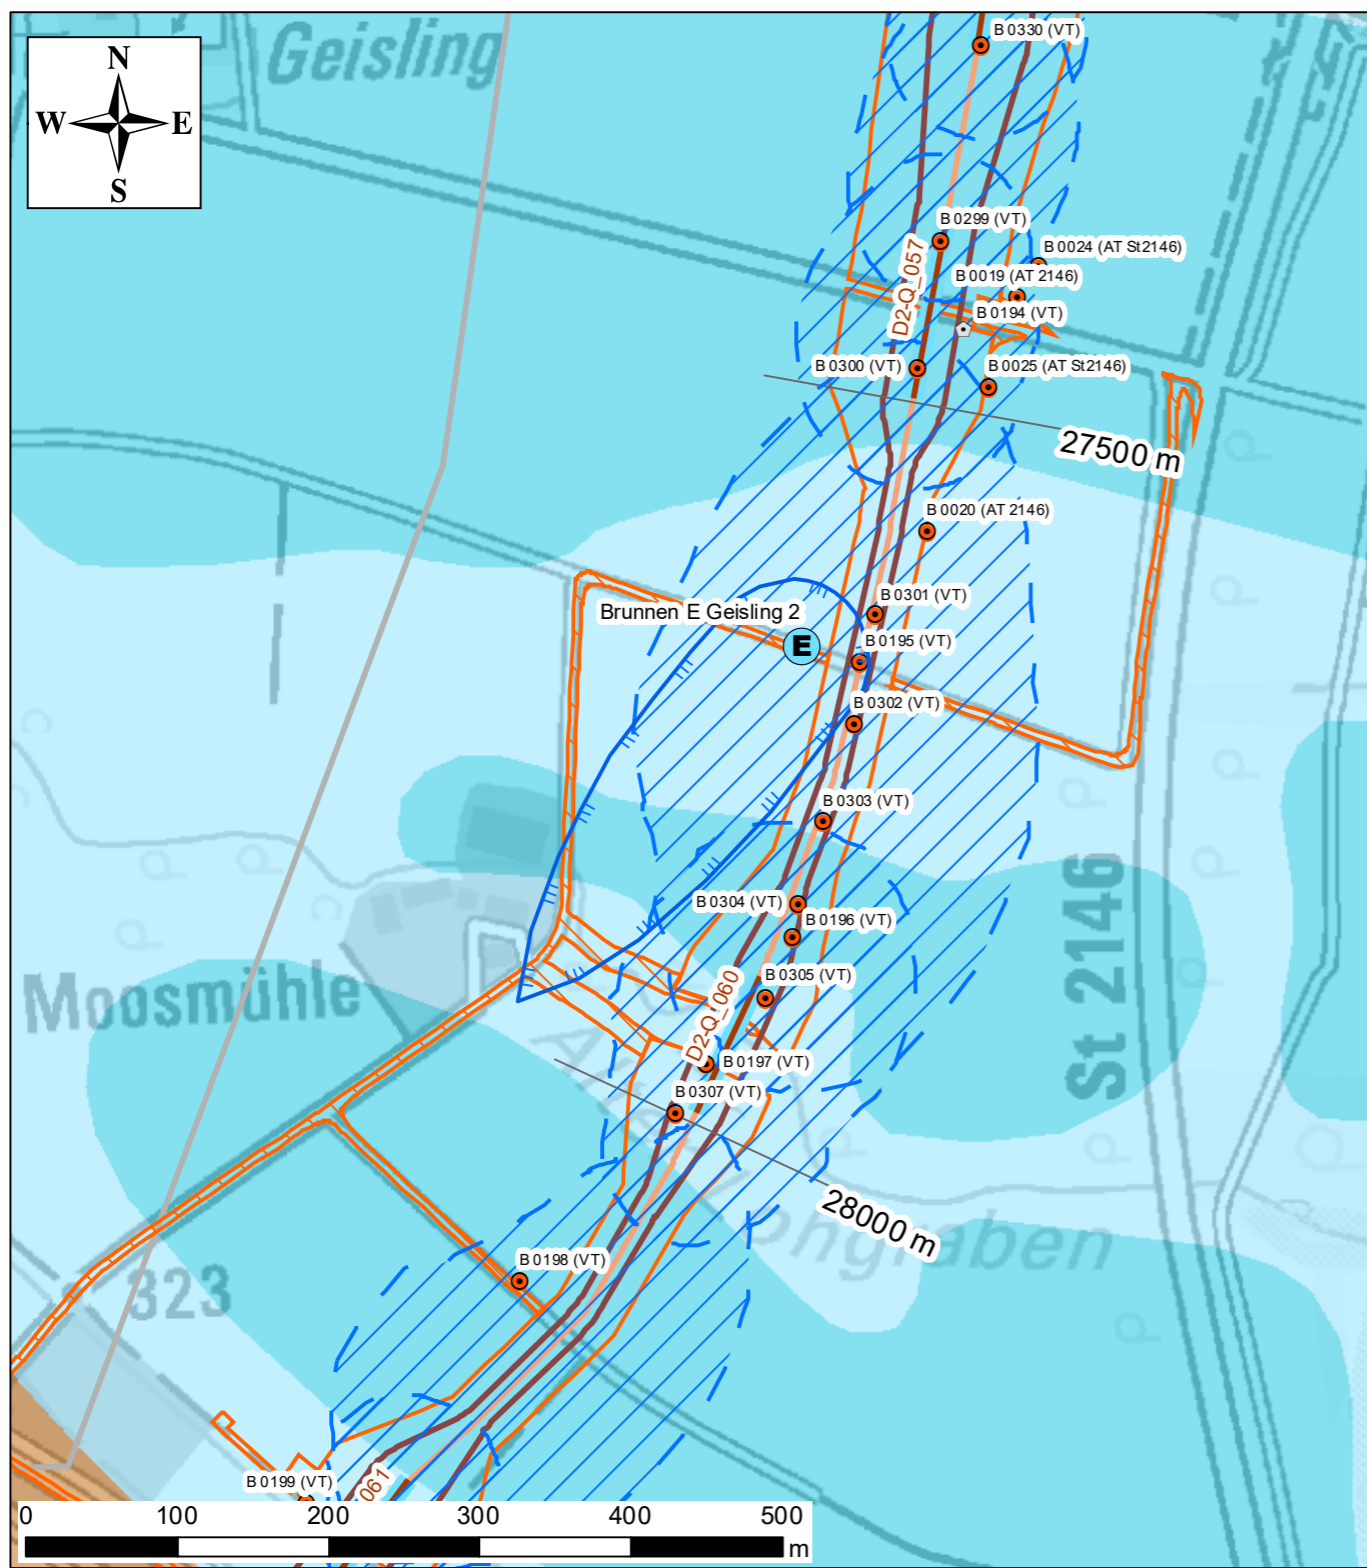 Geisling
N
W E
S
B 0330 (VT)
B 0299 (VT)
B 0024 (AT St2146)
D2-Q_057
B 0019 (AT 2146)
B 0194 (VT)
B 0300 (VT)
B 0025 (AT St2146)
27500 m
B 0020 (AT 2146)
Brunnen E Geisling 2
E
B 0301 (VT)
B 0195 (VT)
B 0302 (VT)
B 0303 (VT)
B 0304 (VT)
B 0196 (VT)
St 2146
Moosmühle
B 0305 (VT)
D2-Q_060
B 0197 (VT)
B 0307 (VT)
28000 m
B 0198 (VT)
323
B 0199 (VT)
061
0 100 200 300 400 500
m